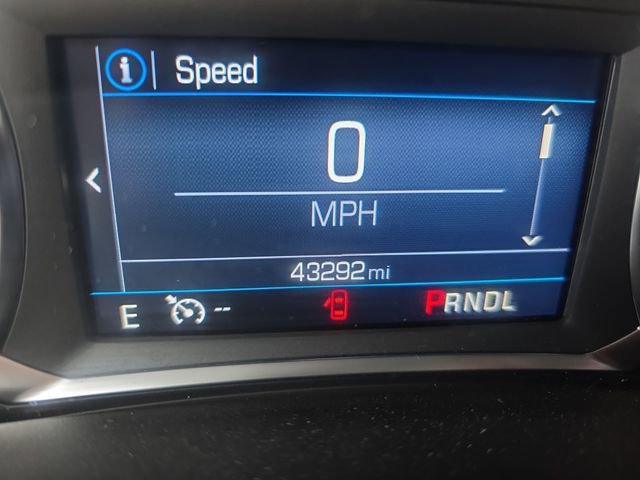 i Speed
0
MPH
43292 mi
E -- PRNDL